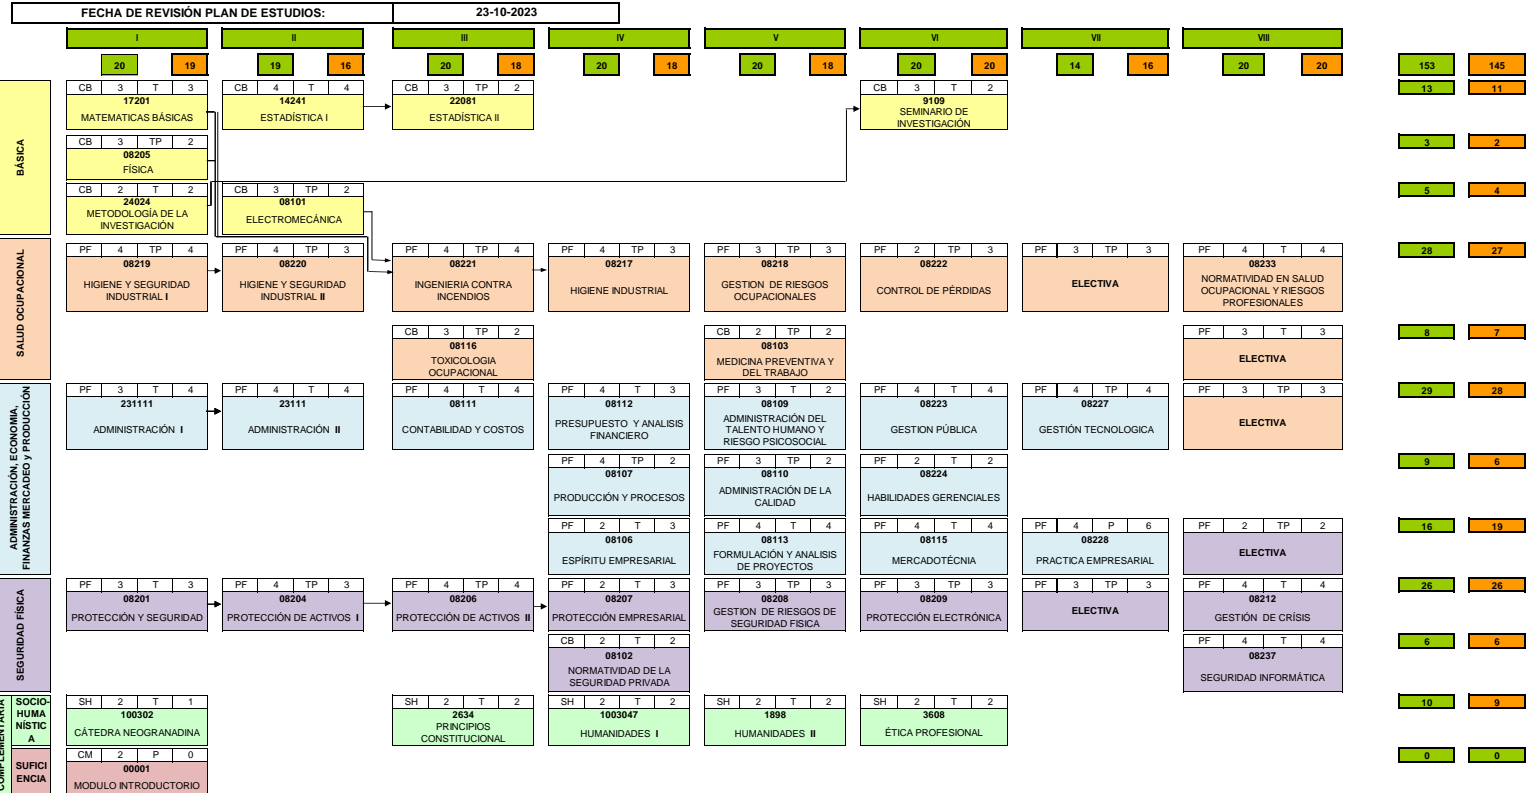 FECHA DE REVISIÓN PLAN DE ESTUDIOS: 23-10-2023
I II III IV V VI VII VIII
20 19 19 16 20 18 20 18 20 18 20 20 14 16 20 20 153 145
BÁSICA
CB 3 T 3 CB 4 T 4 CB 3 TP 2 CB 3 T 2 13 11
17201 14241 22081 9109
MATEMATICAS BÁSICAS ESTADÍSTICA I ESTADÍSTICA II SEMINARIO DE
INVESTIGACIÓN
CB 3 TP 2 3 2
08205
FÍSICA
CB 2 T 2 CB 3 TP 2 5 4
24024 08101
METODOLOGÍA DE LA ELECTROMECÁNICA
INVESTIGACIÓN
SALUD OCUPACIONAL
PF 4 TP 4 PF 4 TP 3 PF 4 TP 4 PF 4 TP 3 PF 3 TP 3 PF 2 TP 3 PF 3 TP 3 PF 4 T 4 28 27
08219 08220 08221 08217 08218 08222 08233
HIGIENE Y SEGURIDAD HIGIENE Y SEGURIDAD INGENIERIA CONTRA HIGIENE INDUSTRIAL GESTION DE RIESGOS CONTROL DE PÉRDIDAS ELECTIVA NORMATIVIDAD EN SALUD
INDUSTRIAL I INDUSTRIAL II INCENDIOS OCUPACIONALES OCUPACIONAL Y RIESGOS
PROFESIONALES
CB 3 TP 2 CB 2 TP 2 PF 3 T 3 8 7
08116 08103
TOXICOLOGIA MEDICINA PREVENTIVA Y ELECTIVA
OCUPACIONAL DEL TRABAJO
ADMINISTRACIÓN, ECONOMIA,
FINANZAS MERCADEO y PRODUCCIÓN
PF 3 T 4 PF 4 T 4 PF 4 T 4 PF 4 T 3 PF 3 T 2 PF 4 T 4 PF 4 TP 4 PF 3 TP 3 29 28
231111 23111 08111 08112 08109 08223 08227
ADMINISTRACIÓN I ADMINISTRACIÓN II CONTABILIDAD Y COSTOS PRESUPUESTO Y ANALISIS ADMINISTRACIÓN DEL GESTION PÚBLICA GESTIÓN TECNOLOGICA ELECTIVA
FINANCIERO TALENTO HUMANO Y
RIESGO PSICOSOCIAL
PF 4 TP 2 PF 3 TP 2 PF 2 T 2 9 6
08107 08110 08224
PRODUCCIÓN Y PROCESOS ADMINISTRACIÓN DE LA HABILIDADES GERENCIALES
CALIDAD
PF 2 T 3 PF 4 T 4 PF 4 T 4 PF 4 P 6 PF 2 TP 2 16 19
08106 08113 08115 08228
ESPÍRITU EMPRESARIAL FORMULACIÓN Y ANALISIS MERCADOTÉCNIA PRACTICA EMPRESARIAL ELECTIVA
DE PROYECTOS
SEGURIDAD FÍSICA
PF 3 T 3 PF 4 TP 3 PF 4 TP 4 PF 2 T 3 PF 3 TP 3 PF 3 TP 3 PF 3 TP 3 PF 4 T 4 26 26
08201 08204 08206 08207 08208 08209 08212
PROTECCIÓN Y SEGURIDAD PROTECCIÓN DE ACTIVOS I PROTECCIÓN DE ACTIVOS II PROTECCIÓN EMPRESARIAL GESTION DE RIESGOS DE PROTECCIÓN ELECTRÓNICA ELECTIVA GESTIÓN DE CRÍSIS
SEGURIDAD FISICA
CB 2 T 2 PF 4 T 4 6 6
08102 08237
NORMATIVIDAD DE LA SEGURIDAD INFORMÁTICA
SEGURIDAD PRIVADA
COMPLEMENTARIA
SOCIO-
HUMA
NÍSTIC
A
SH 2 T 1 SH 2 T 2 SH 2 T 2 SH 2 T 2 SH 2 T 2 10 9
100302 2634 1003047 1898 3608
CÁTEDRA NEOGRANADINA PRINCIPIOS HUMANIDADES I HUMANIDADES II ÉTICA PROFESIONAL
CONSTITUCIONAL
SUFICI
ENCIA
CM 2 P 0 0 0
00001
MODULO INTRODUCTORIO